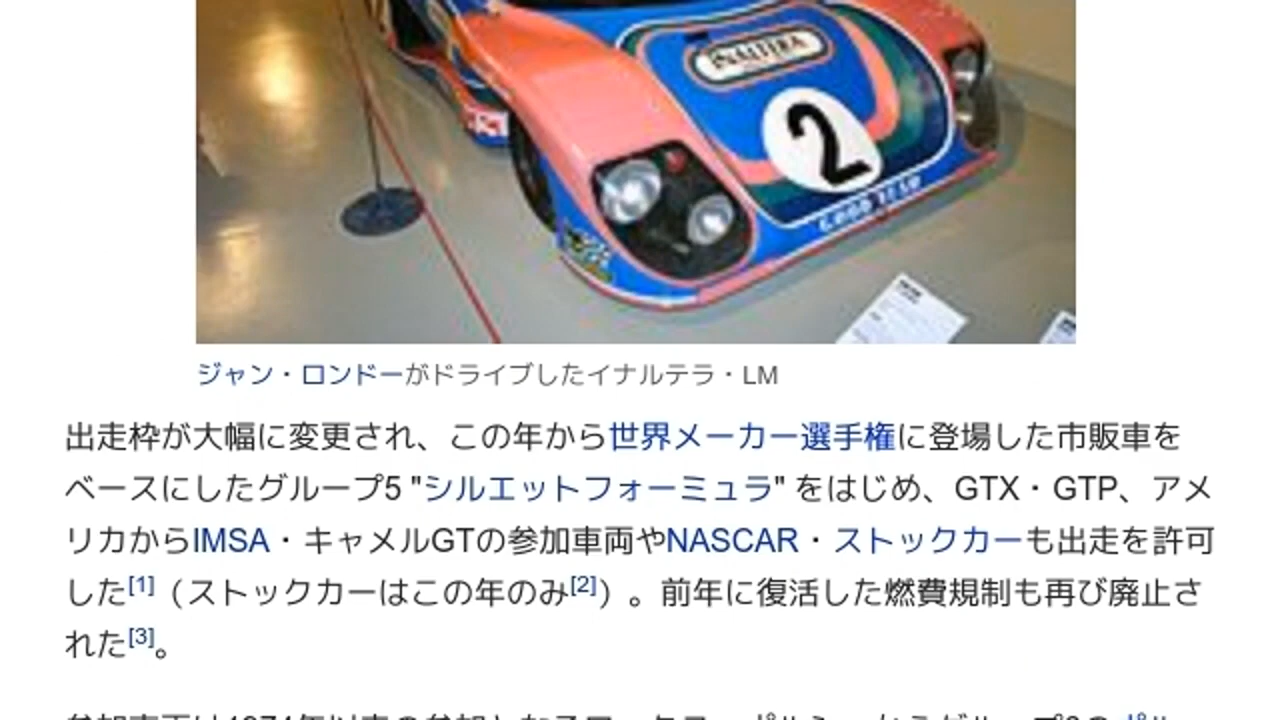 INALTERA
2
GOODYEAR
ジャン・ロンドーがドライブしたイナルテラ・LM
出走枠が大幅に変更され、この年から世界メーカー選手権に登場した市販車を
ベースにしたグループ5 "シルエットフォーミュラ" をはじめ、GTX・GTP、アメ
リカからIMSA・キャメルGTの参加車両やNASCAR・ストックカーも出走を許可
した[1]（ストックカーはこの年のみ[2]）。前年に復活した燃費規制も再び廃止さ
れた[3]。